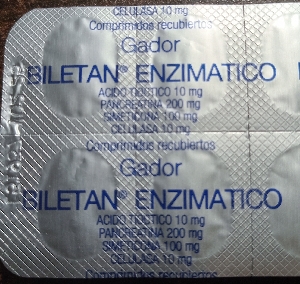 CELULASA 10 mg
Comprimidos recubiertos
Gador
BILETAN® ENZIMATICO
ACIDO TIOCTICO 10 mg
PANCREATINA 200 mg
SIMETICONA 100 mg
CELULASA 10 mg
Comprimidos recubiertos
Gador
BILETAN® ENZIMATICO
ACIDO TIOCTICO 10 mg
PANCREATINA 200 mg
SIMETICONA 100 mg
CELULASA 10 mg
Comprimidos recubiertos